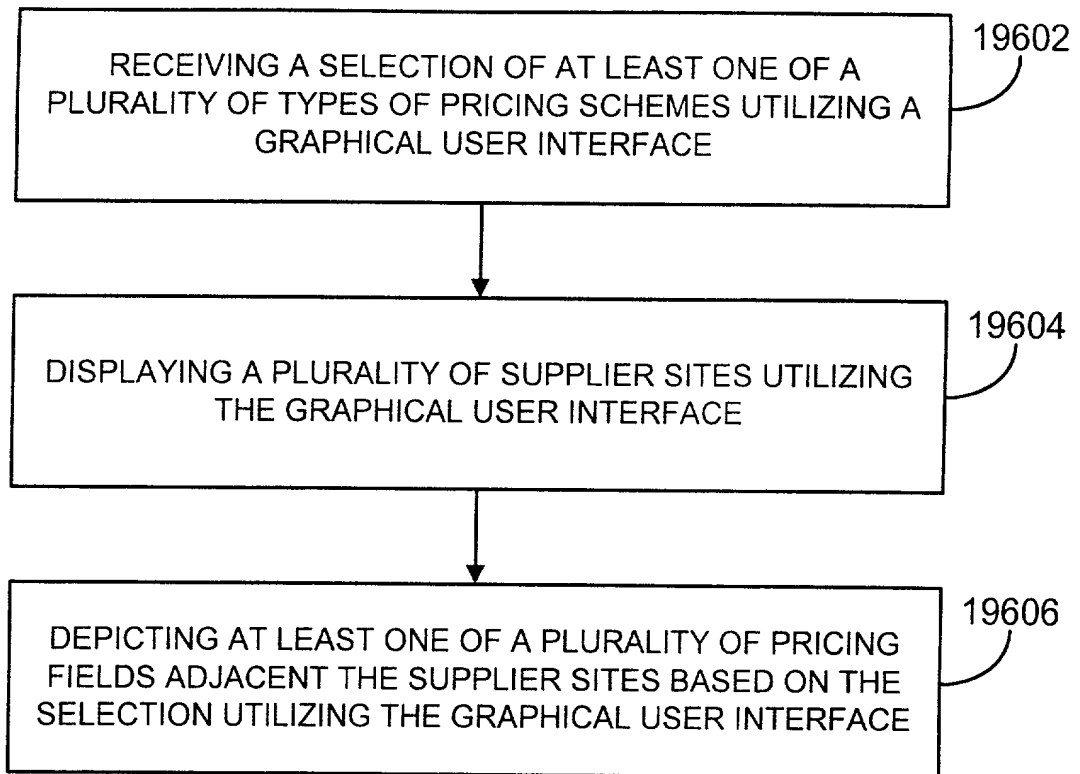 19602
RECEIVING A SELECTION OF AT LEAST ONE OF A
PLURALITY OF TYPES OF PRICING SCHEMES UTILIZING A
GRAPHICAL USER INTERFACE
19604
DISPLAYING A PLURALITY OF SUPPLIER SITES UTILIZING
THE GRAPHICAL USER INTERFACE
19606
DEPICTING AT LEAST ONE OF A PLURALITY OF PRICING
FIELDS ADJACENT THE SUPPLIER SITES BASED ON THE
SELECTION UTILIZING THE GRAPHICAL USER INTERFACE